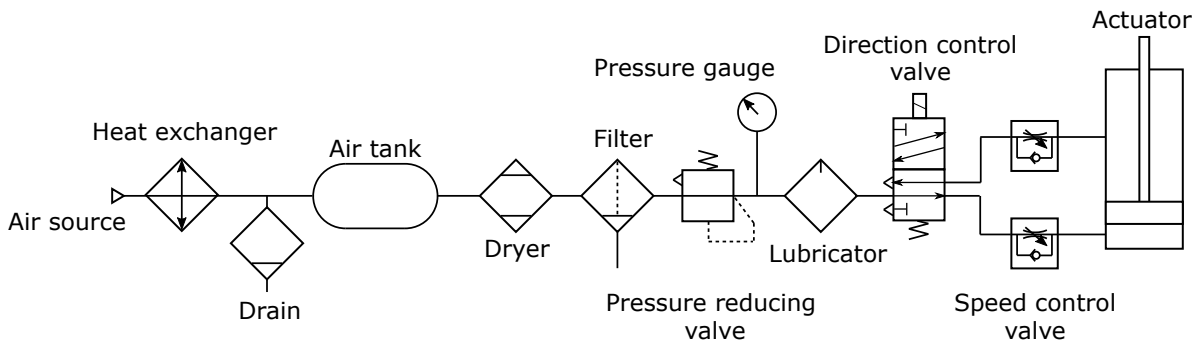 Actuator
Direction control
valve
Pressure gauge
Heat exchanger
Air tank
Filter
Air source
Dryer
Lubricator
Drain
Pressure reducing
valve
Speed control
valve